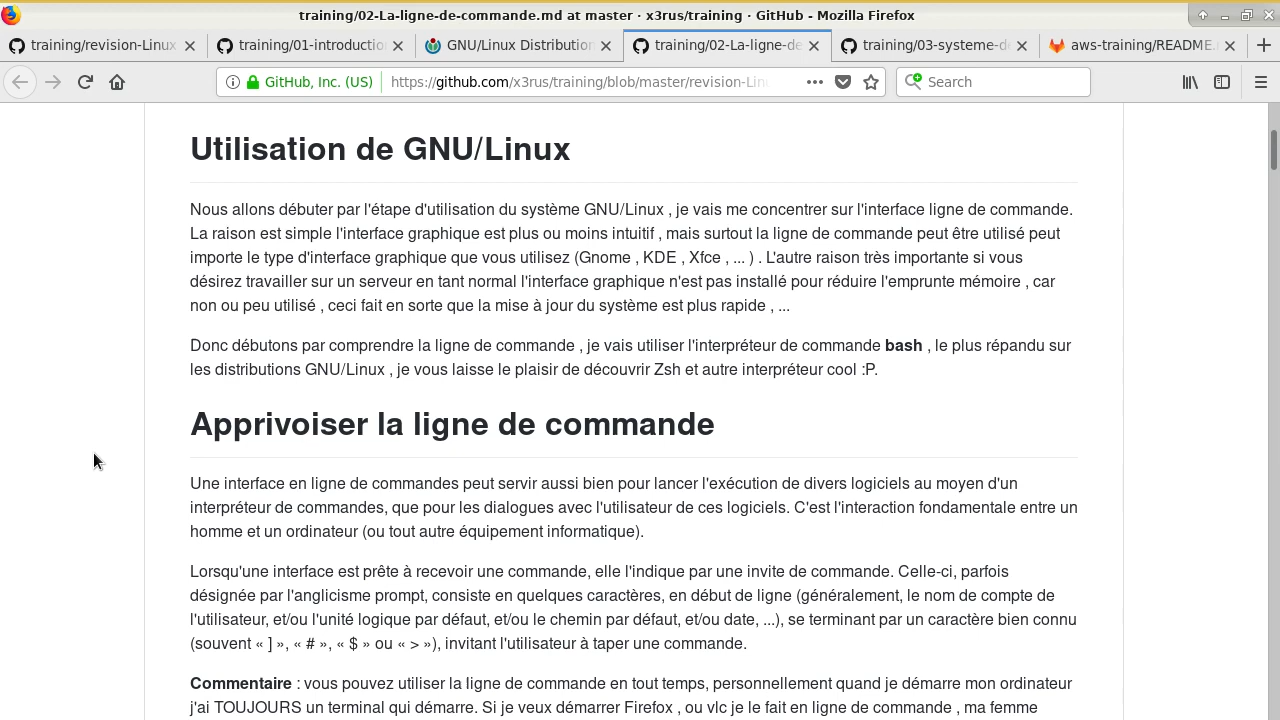 training/02-La-ligne-de-commande.md at master · x3rus/training · GitHub - Mozilla Firefox
training/revision-Linux
training/01-introductio
GNU/Linux Distribution
training/02-La-ligne-de
training/03-systeme-d
aws-training/README.
GitHub, Inc. (US)
https://github.com/x3rus/training/blob/master/revision-Lin
Search
Utilisation de GNU/Linux
Nous allons débuter par l'étape d'utilisation du système GNU/Linux , je vais me concentrer sur l'interface ligne de commande.
La raison est simple l'interface graphique est plus ou moins intuitif , mais surtout la ligne de commande peut être utilisé peut
importe le type d'interface graphique que vous utilisez (Gnome , KDE , Xfce , ... ) . L'autre raison très importante si vous
désirez travailler sur un serveur en tant normal l'interface graphique n'est pas installé pour réduire l'emprunte mémoire , car
non ou peu utilisé , ceci fait en sorte que la mise à jour du système est plus rapide , ...
Donc débutons par comprendre la ligne de commande , je vais utiliser l'interpréteur de commande bash , le plus répandu sur
les distributions GNU/Linux , je vous laisse le plaisir de découvrir Zsh et autre interpréteur cool :P.
Apprivoiser la ligne de commande
Une interface en ligne de commandes peut servir aussi bien pour lancer l'exécution de divers logiciels au moyen d'un
interpréteur de commandes, que pour les dialogues avec l'utilisateur de ces logiciels. C'est l'interaction fondamentale entre un
homme et un ordinateur (ou tout autre équipement informatique).
Lorsqu'une interface est prête à recevoir une commande, elle l'indique par une invite de commande. Celle-ci, parfois
désignée par l'anglicisme prompt, consiste en quelques caractères, en début de ligne (généralement, le nom de compte de
l'utilisateur, et/ou l'unité logique par défaut, et/ou le chemin par défaut, et/ou date, ...), se terminant par un caractère bien connu
(souvent « ] », « # », « $ » ou « > »), invitant l'utilisateur à taper une commande.
Commentaire : vous pouvez utiliser la ligne de commande en tout temps, personnellement quand je démarre mon ordinateur
j'ai TOUJOURS un terminal qui démarre. Si je veux démarrer Firefox , ou vlc je le fait en ligne de commande , ma femme